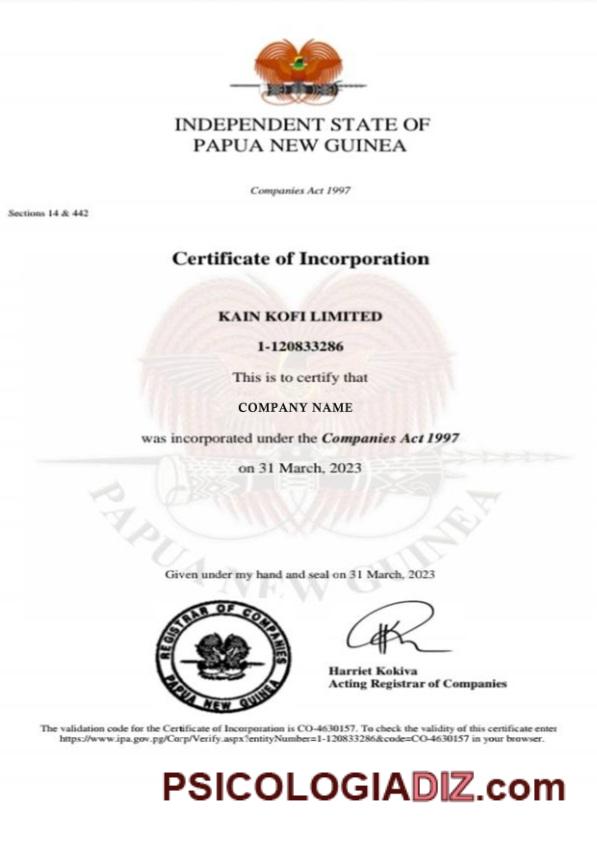 INDEPENDENT STATE OF
PAPUA NEW GUINEA
Companies Act 1997
Sections 14 & 442
Certificate of Incorporation
KAIN KOFI LIMITED
1-120833286
This is to certify that
COMPANY NAME
was incorporated under the Companies Act 1997
on 31 March, 2023
PAPUA NEW GUINEA
Given under my hand and seal on 31 March, 2023
REGISTRAR OF COMPANIES
PAPUA NEW GUINEA
Harriet Kokiva
Acting Registrar of Companies
The validation code for the Certificate of Incorporation is CO-4630157. To check the validity of this certificate enter
https://www.ipa.gov.pg/Corp/Verify.aspx?entityNumber=1-120833286&code=CO-4630157 in your browser.
PSICOLOGIADIZ.com